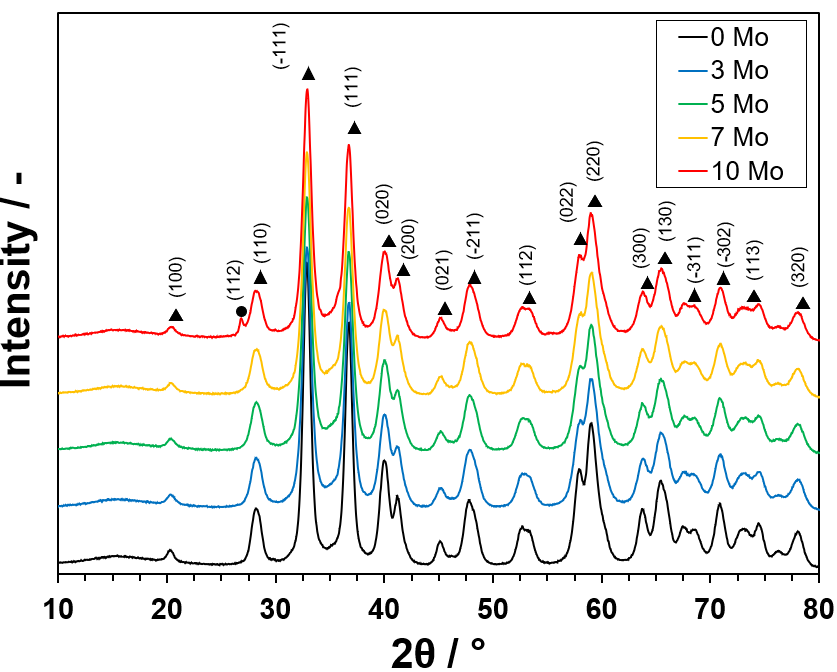 (-111)
(111)
(100)
(112)
(110)
(020)
(200)
(021)
(-211)
(112)
(022)
(220)
(300)
(130)
(-311)
(-302)
(113)
(320)
0 Mo
3 Mo
5 Mo
7 Mo
10 Mo
Intensity / -
10 20 30 40 50 60 70 80
2θ / °